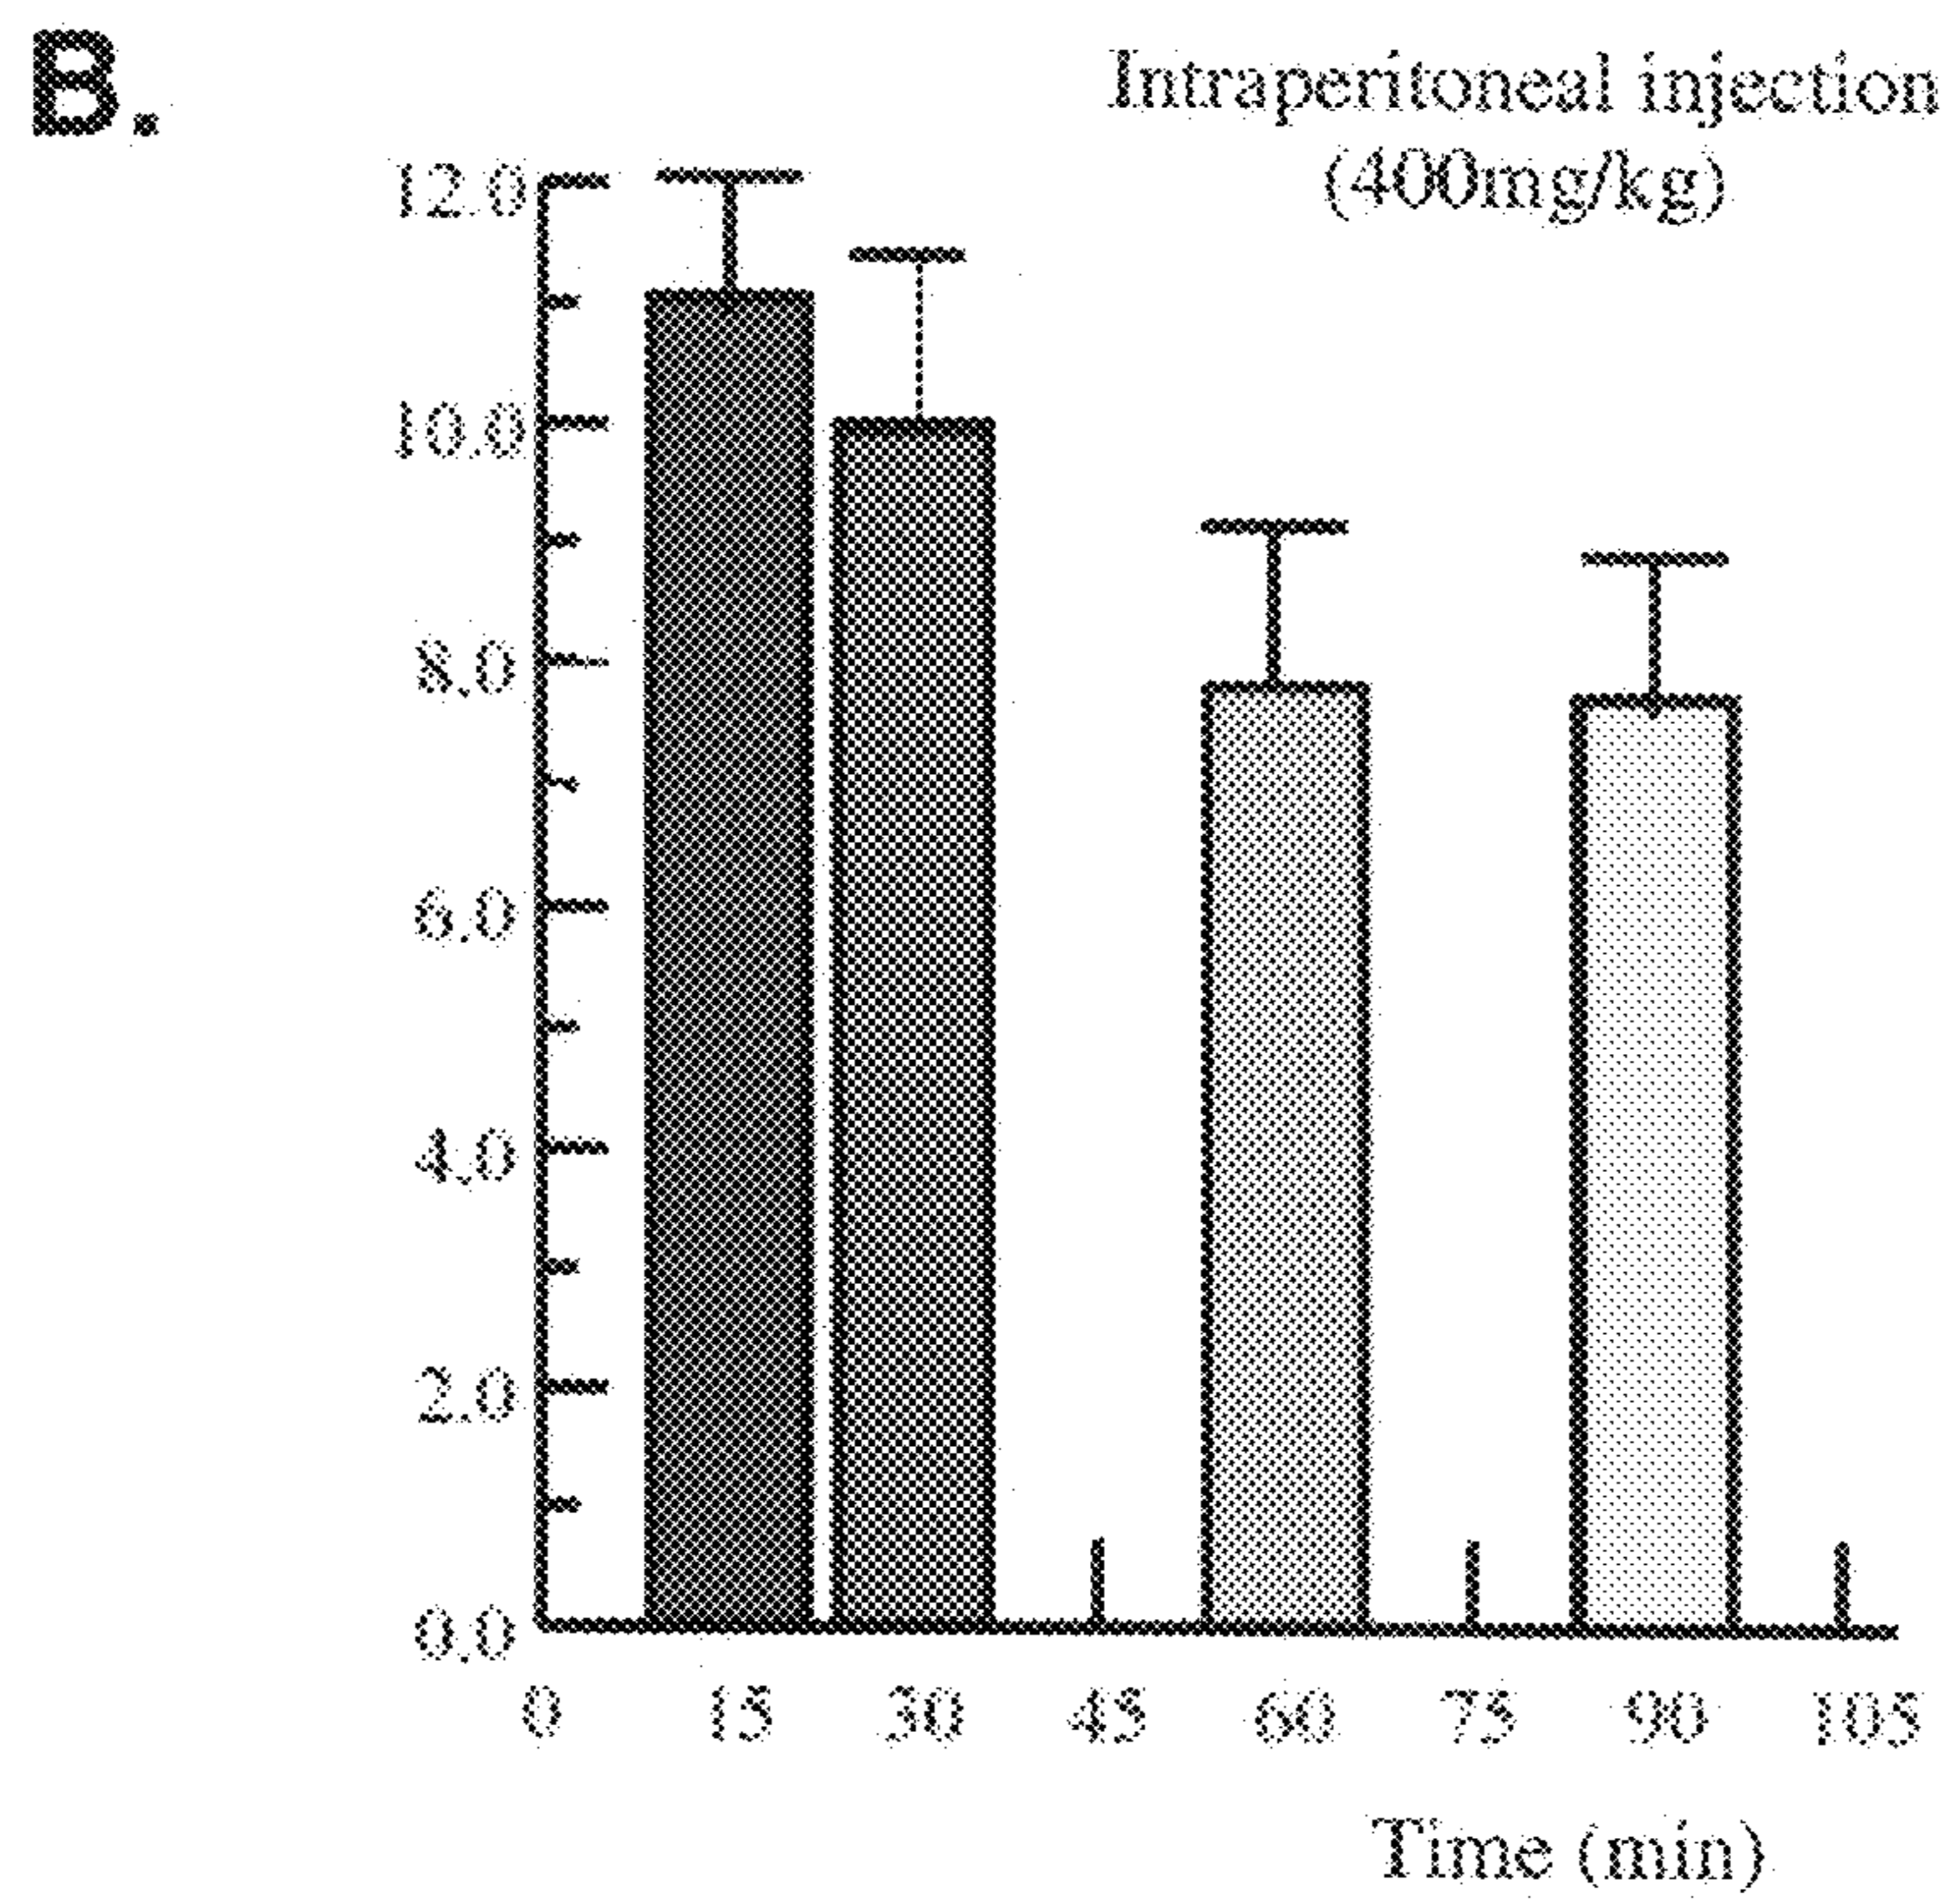 B.
Intraperitoneal injection
(400mg/kg)
12.0
10.0
8.0
6.0
4.0
2.0
0.0
0 15 30 45 60 75 90 105
Time (min)